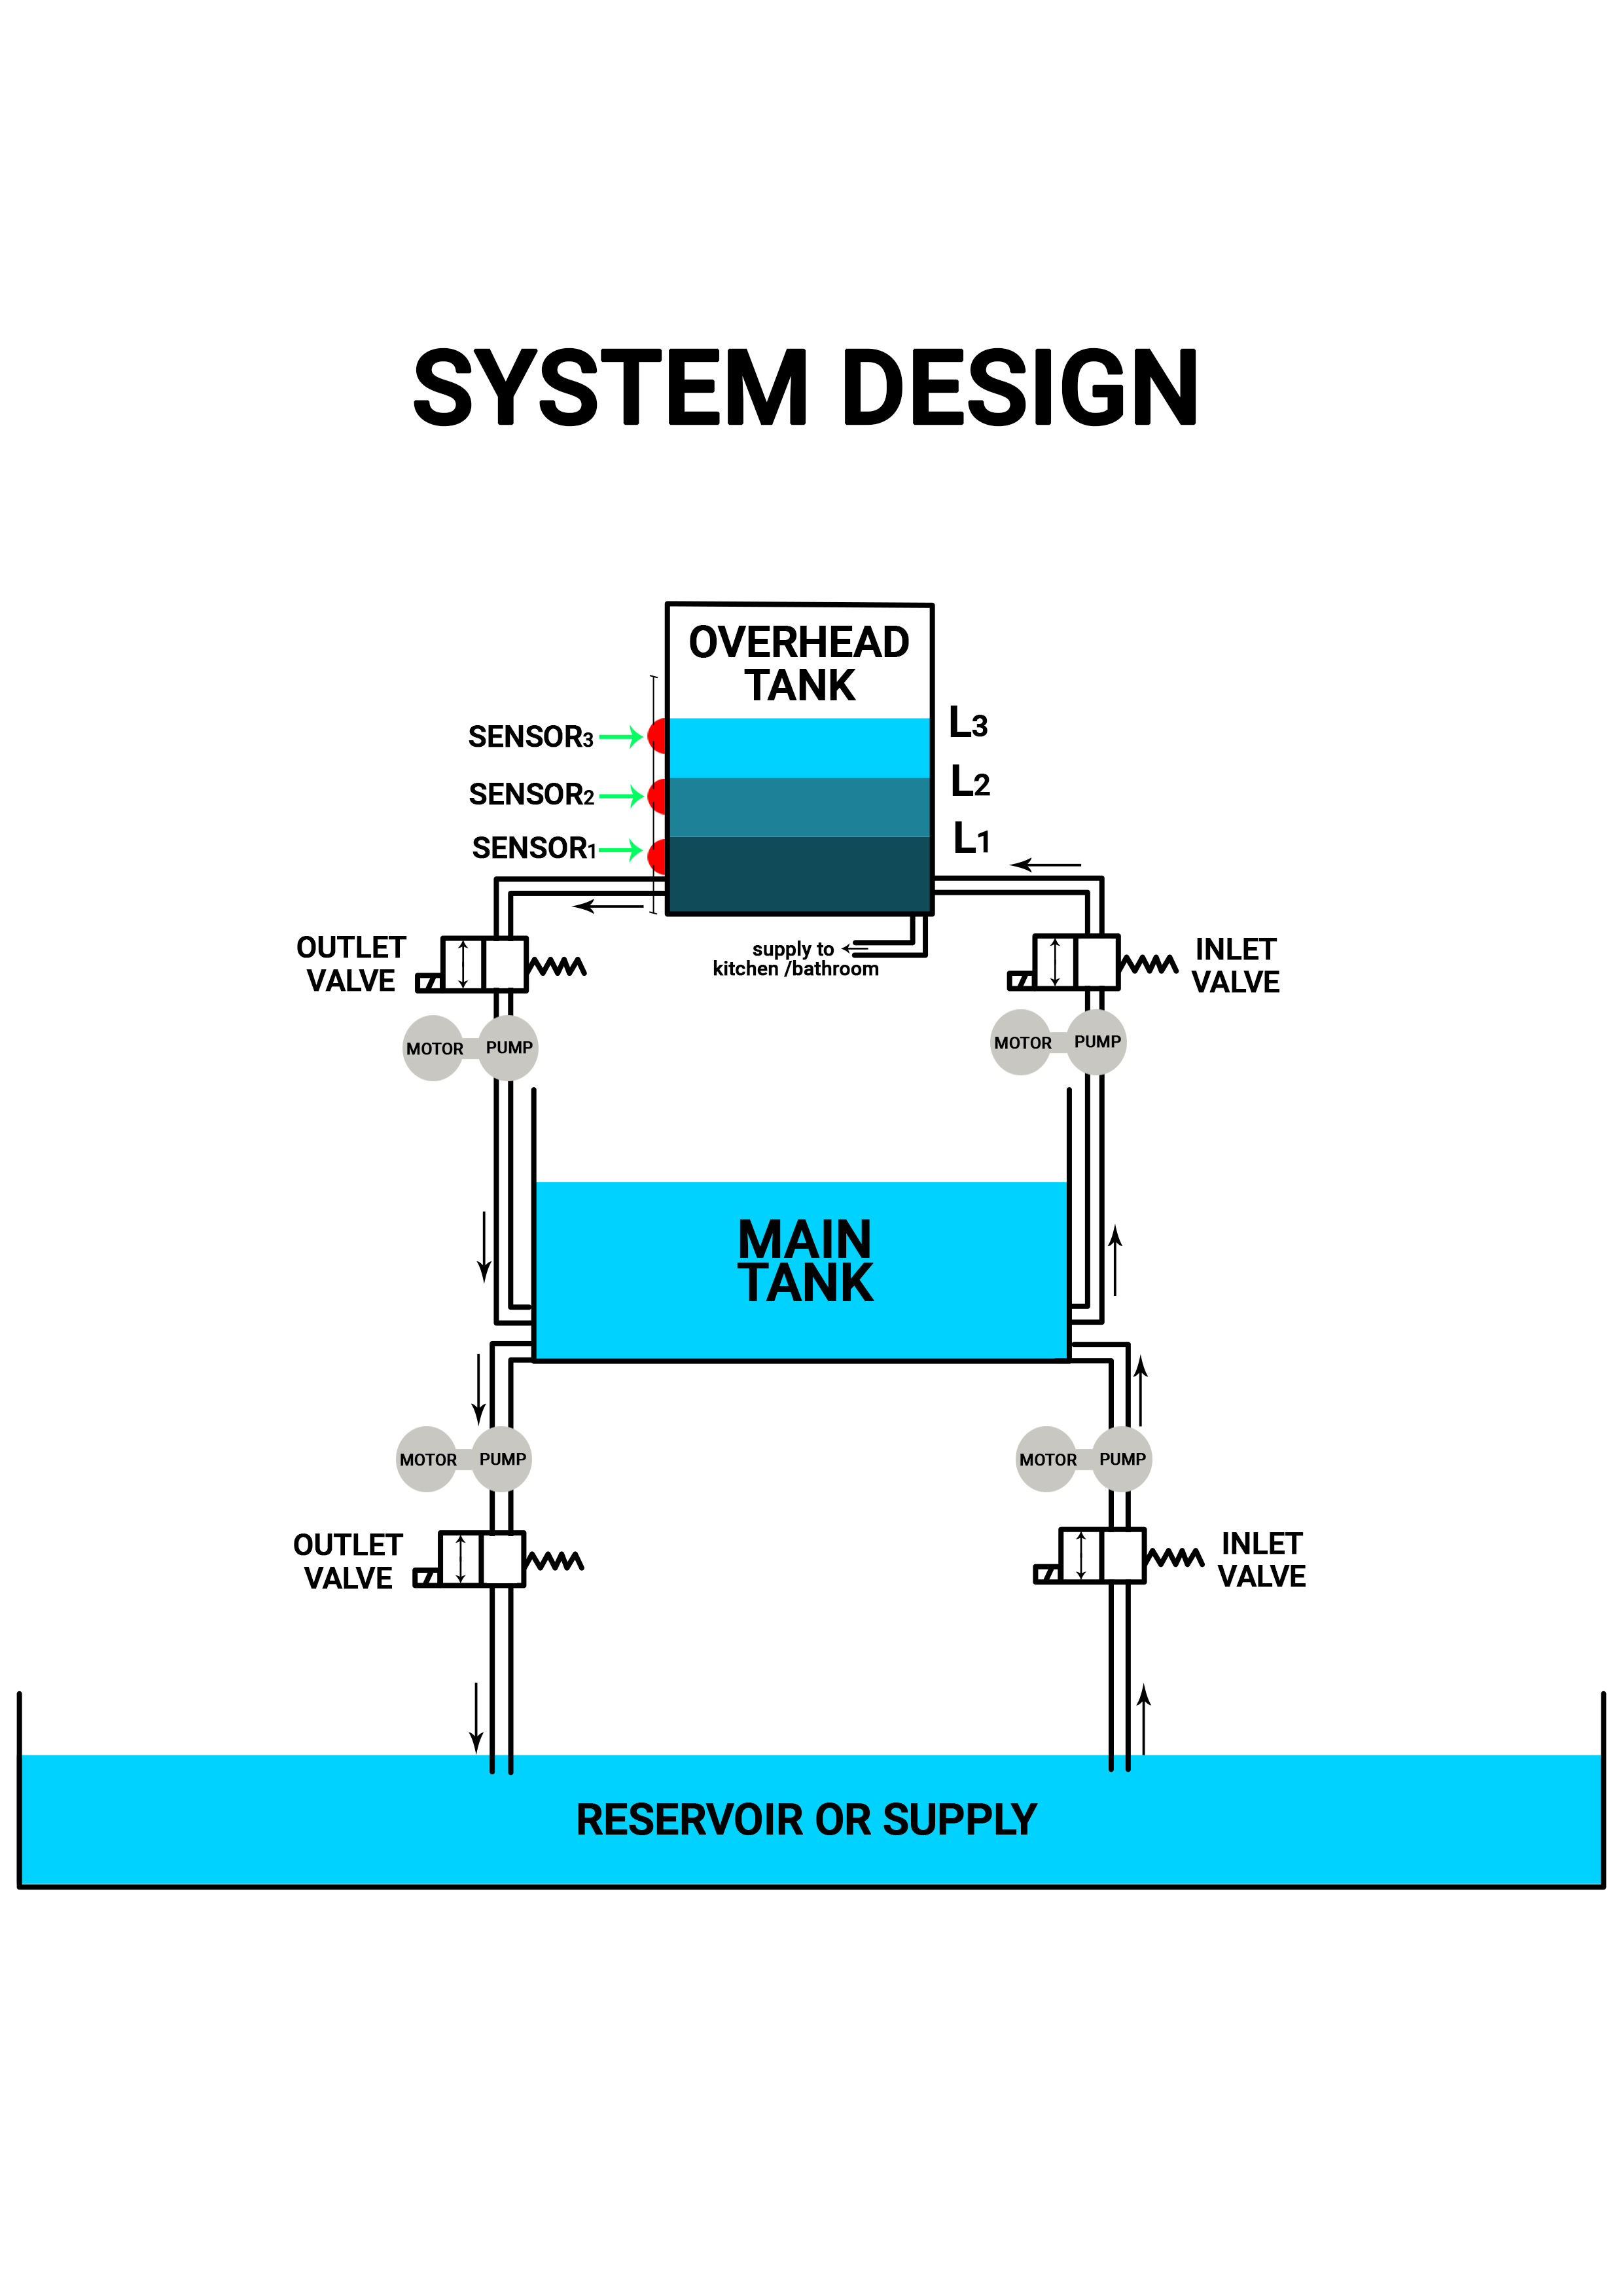 SYSTEM DESIGN
OVERHEAD
TANK
L3
SENSOR3
L2
SENSOR2
L1
SENSOR1
OUTLET
VALVE
supply to
kitchen /bathroom
INLET
VALVE
MOTOR PUMP
MOTOR PUMP
MAIN
TANK
MOTOR PUMP
MOTOR PUMP
OUTLET
VALVE
INLET
VALVE
RESERVOIR OR SUPPLY